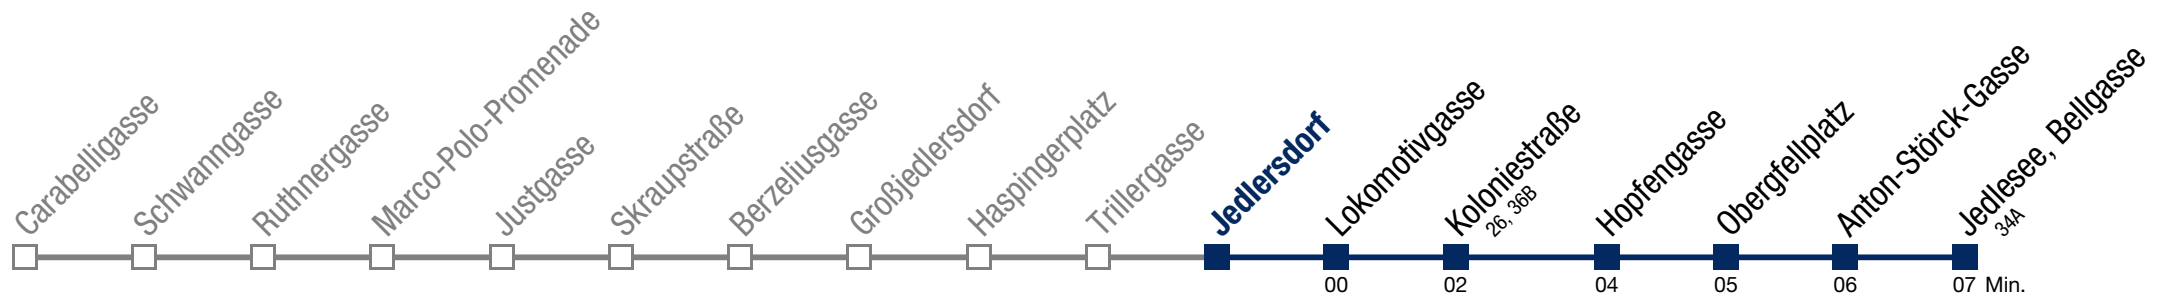 Carabelligasse
Schwanngasse
Ruthnergasse
Marco-Polo-Promenade
Justgasse
Skraupstraße
Berzeliusgasse
Großjedlersdorf
Haspingerplatz
Trillergasse
Jedlersdorf
Lokomotivgasse
Koloniestraße
26, 36B
Hopfengasse
Obergfellplatz
Anton-Störck-Gasse
Jedlesee, Bellgasse
34A
00 02 04 05 06 07 Min.